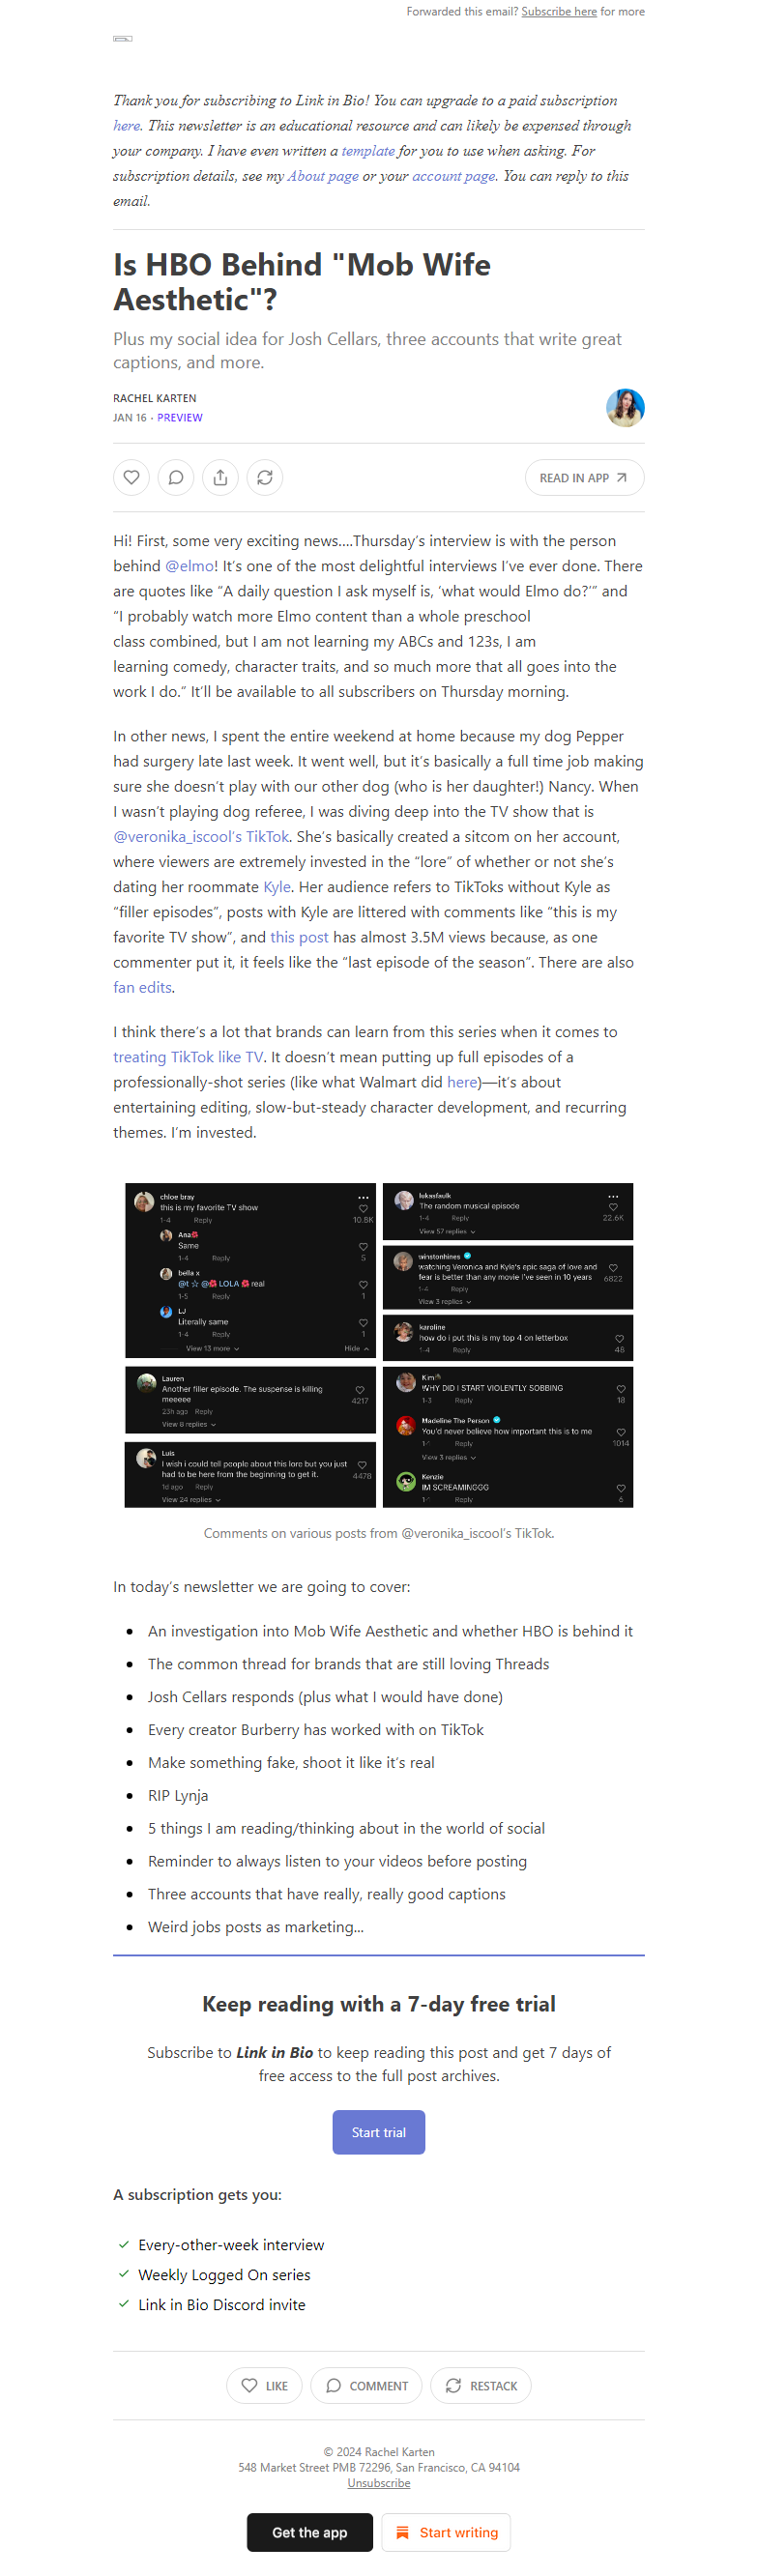 Forwarded this email? Subscribe here for more
Thank you for subscribing to Link in Bio! You can upgrade to a paid subscription
here. This newsletter is an educational resource and can likely be expensed through
your company. I have even written a template for you to use when asking. For
subscription details, see my About page or your account page. You can reply to this
email.
Is HBO Behind "Mob Wife
Aesthetic"?
Plus my social idea for Josh Cellars, three accounts that write great
captions, and more.
RACHEL KARTEN
JAN 16 • PREVIEW
READ IN APP
Hi! First, some very exciting news....Thursday's interview is with the person
behind @elmo! It's one of the most delightful interviews I've ever done. There
are quotes like "A daily question I ask myself is, 'what would Elmo do?'" and
"I probably watch more Elmo content than a whole preschool
class combined, but I am not learning my ABCs and 123s, I am
learning comedy, character traits, and so much more that all goes into the
work I do." It'll be available to all subscribers on Thursday morning.
In other news, I spent the entire weekend at home because my dog Pepper
had surgery late last week. It went well, but it's basically a full time job making
sure she doesn't play with our other dog (who is her daughter!) Nancy. When
I wasn't playing dog referee, I was diving deep into the TV show that is
@veronika_iscool's TikTok. She's basically created a sitcom on her account,
where viewers are extremely invested in the "lore" of whether or not she's
dating her roommate Kyle. Her audience refers to TikToks without Kyle as
"filler episodes", posts with Kyle are littered with comments like "this is my
favorite TV show", and this post has almost 3.5M views because, as one
commenter put it, it feels like the "last episode of the season". There are also
fan edits.
I think there's a lot that brands can learn from this series when it comes to
treating TikTok like TV. It doesn't mean putting up full episodes of a
professionally-shot series (like what Walmart did here)—it's about
entertaining editing, slow-but-steady character development, and recurring
themes. I'm invested.
chloe bray
this is my favorite TV show
1-4 Reply 10.8K
Ana
Same
1-4 Reply 5
bella x
@t ☆ @ LOLA real
1-5 Reply 1
LJ
Literally same
1-4 Reply 1
View 13 more Hide
Lauren
Another filler episode. The suspense is killing
meeeee
23h ago Reply 4217
View 8 replies
Luis
I wish i could tell people about this lore but you just
had to be here from the beginning to get it.
1d ago Reply 4478
View 24 replies
lukasfaulk
The random musical episode
1-4 Reply 22.6K
View 57 replies
winstonhines
watching Veronica and Kyle's epic saga of love and
fear is better than any movie I've seen in 10 years
1-4 Reply 6822
View 3 replies
karoline
how do i put this is my top 4 on letterbox
1-4 Reply 48
Kim
WHY DID I START VIOLENTLY SOBBING
1-3 Reply 18
Madeline The Person
You'd never believe how important this is to me
Reply 1014
View 3 replies
Kenzie
IM SCREAMINGGG
Reply 6
Comments on various posts from @veronika_iscool's TikTok.
In today's newsletter we are going to cover:
• An investigation into Mob Wife Aesthetic and whether HBO is behind it
• The common thread for brands that are still loving Threads
• Josh Cellars responds (plus what I would have done)
• Every creator Burberry has worked with on TikTok
• Make something fake, shoot it like it's real
• RIP Lynja
• 5 things I am reading/thinking about in the world of social
• Reminder to always listen to your videos before posting
• Three accounts that have really, really good captions
• Weird jobs posts as marketing...
Keep reading with a 7-day free trial
Subscribe to Link in Bio to keep reading this post and get 7 days of
free access to the full post archives.
Start trial
A subscription gets you:
✓ Every-other-week interview
✓ Weekly Logged On series
✓ Link in Bio Discord invite
LIKE COMMENT RESTACK
© 2024 Rachel Karten
548 Market Street PMB 72296, San Francisco, CA 94104
Unsubscribe
Get the app Start writing